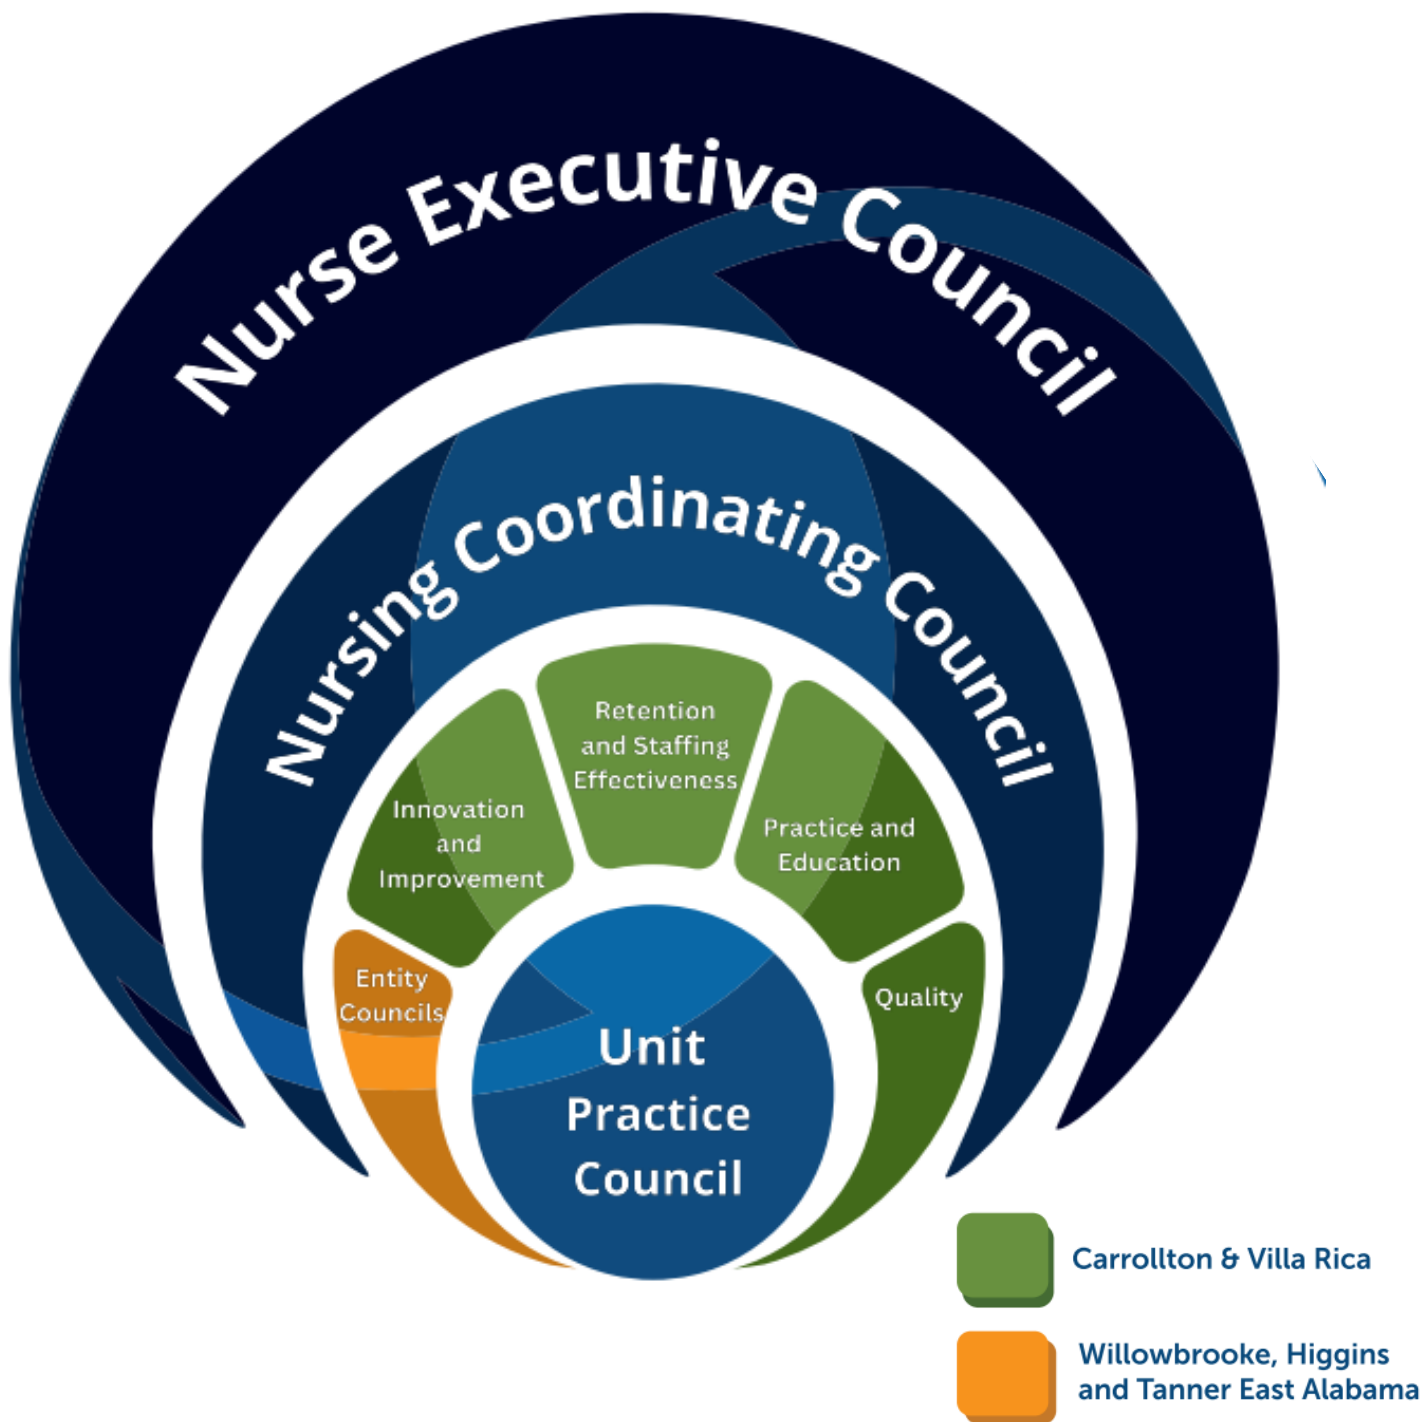 Nurse Executive Council
Nursing Coordinating Council
Retention
and Staffing
Effectiveness
Innovation
and
Improvement
Practice and
Education
Entity
Councils
Quality
Unit
Practice
Council
Carrollton & Villa Rica
Willowbrooke, Higgins
and Tanner East Alabama